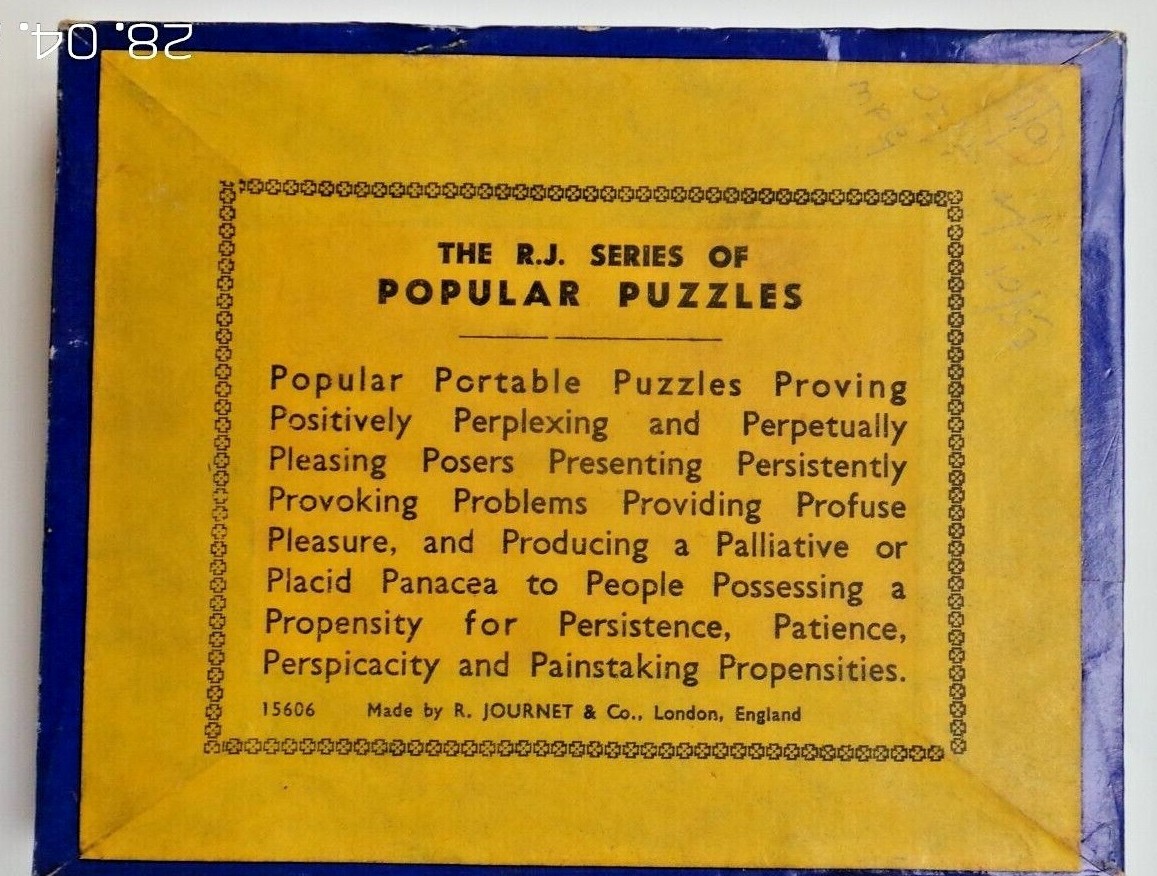 28.04.
THE R.J. SERIES OF
POPULAR PUZZLES
Popular Portable Puzzles Proving
Positively Perplexing and Perpetually
Pleasing Posers Presenting Persistently
Provoking Problems Providing Profuse
Pleasure, and Producing a Palliative or
Placid Panacea to People Possessing a
Propensity for Persistence, Patience,
Perspicacity and Painstaking Propensities.
15606 Made by R. JOURNET & Co., London, England